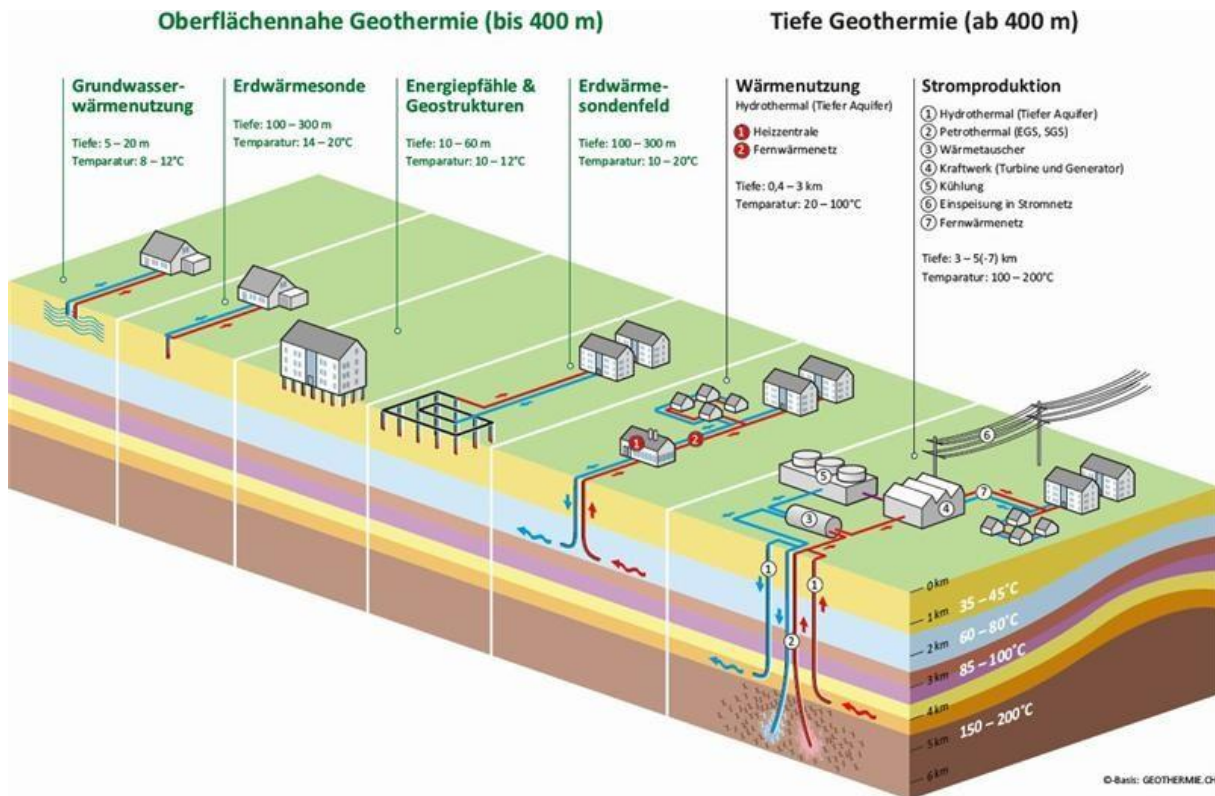 Oberflächennahe Geothermie (bis 400 m)
Tiefe Geothermie (ab 400 m)
Grundwasser-
wärmenutzung
Tiefe: 5 – 20 m
Temparatur: 8 – 12°C
Erdwärmesonde
Tiefe: 100 – 300 m
Temparatur: 14 – 20°C
Energiepfähle &
Geostrukturen
Tiefe: 10 – 60 m
Temparatur: 10 – 12°C
Erdwärme-
sondenfeld
Tiefe: 100 – 300 m
Temparatur: 10 – 20°C
Wärmenutzung
Hydrothermal (Tiefer Aquifer)
1 Heizzentrale
2 Fernwärmenetz
Tiefe: 0,4 – 3 km
Temparatur: 20 – 100°C
Stromproduktion
1 Hydrothermal (Tiefer Aquifer)
2 Petrothermal (EGS, SGS)
3 Wärmetauscher
4 Kraftwerk (Turbine und Generator)
5 Kühlung
6 Einspeisung in Stromnetz
7 Fernwärmenetz
Tiefe: 3 – 5(-7) km
Temparatur: 100 – 200°C
6
1
2
5
7
4
3
1
1
2
0 km
35 – 45°C
1 km
60 – 80°C
2 km
85 – 100°C
3 km
4 km
150 – 200°C
5 km
6 km
©-Basis: GEOTHERMIE.CH